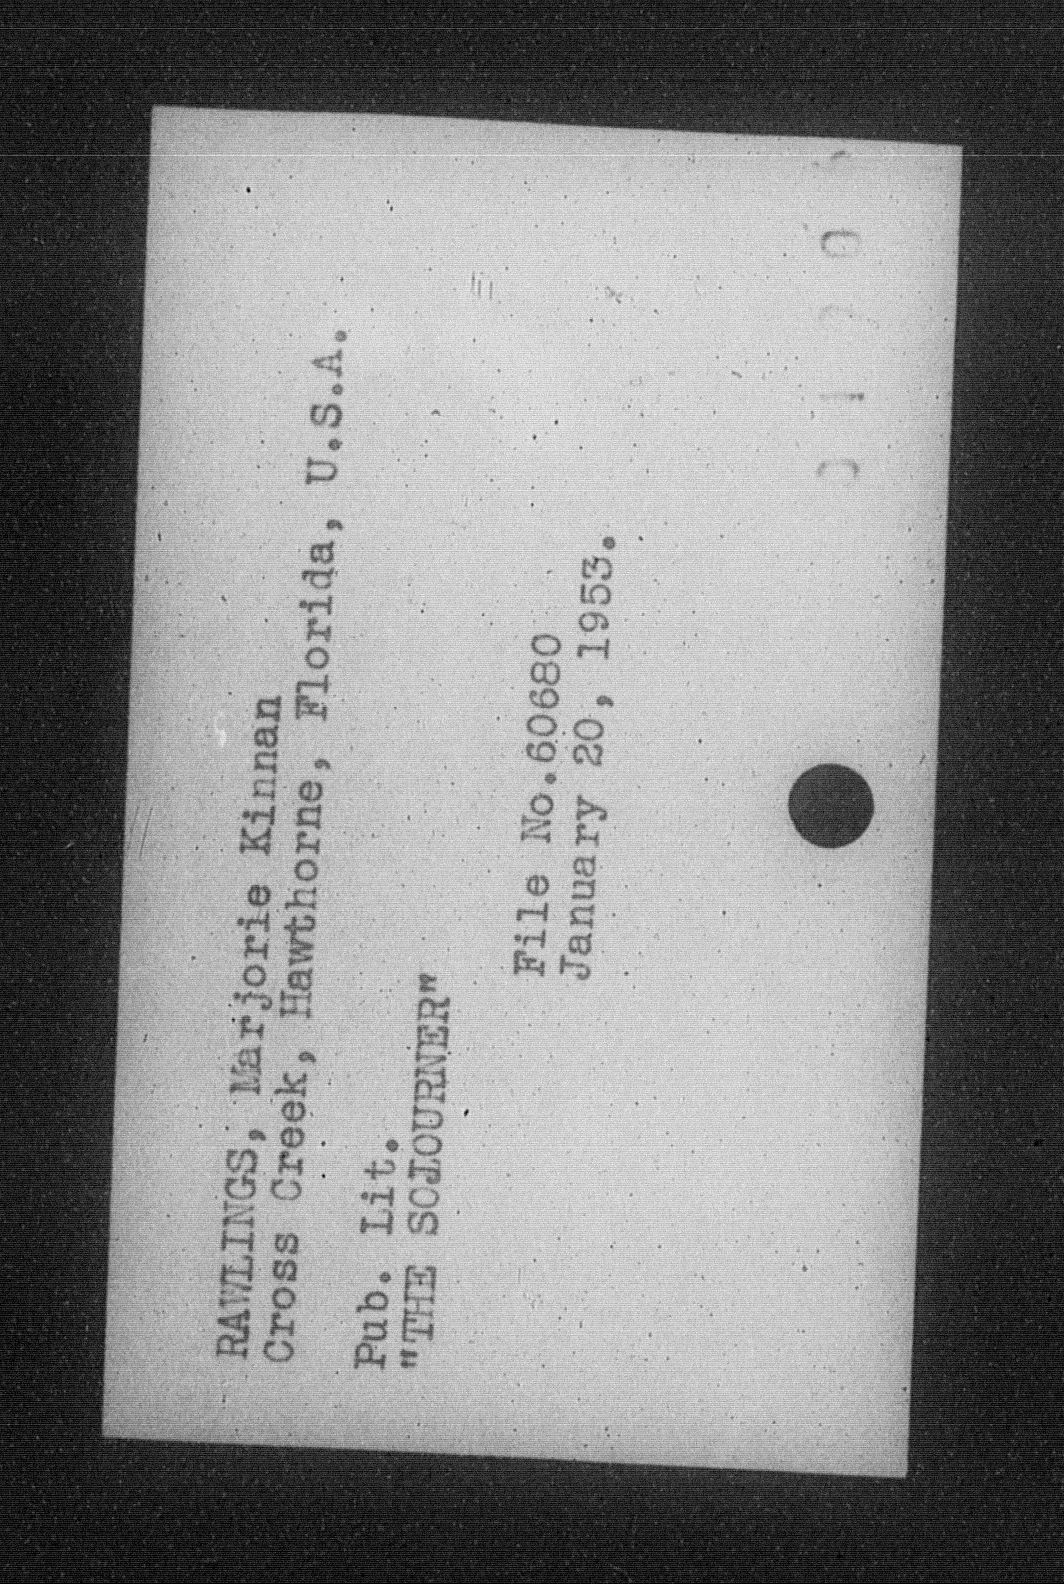 RAWLINGS, Marjorie Kinnan
Cross Creek, Hawthorne, Florida, U.S.A.
Pub. Lit.
"THE SOJOURNER"
File No.60680
January 20, 1953.